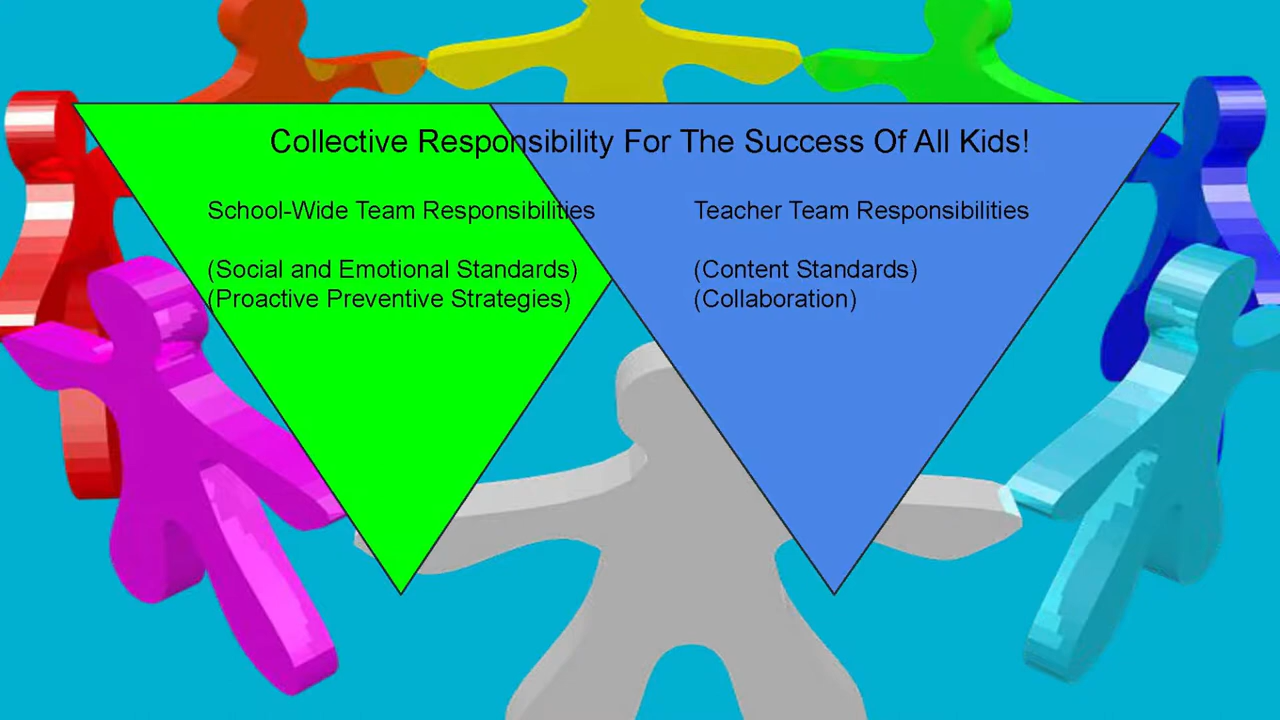 Collective Responsibility For The Success Of All Kids!
School-Wide Team Responsibilities
(Social and Emotional Standards)
(Proactive Preventive Strategies)
Teacher Team Responsibilities
(Content Standards)
(Collaboration)